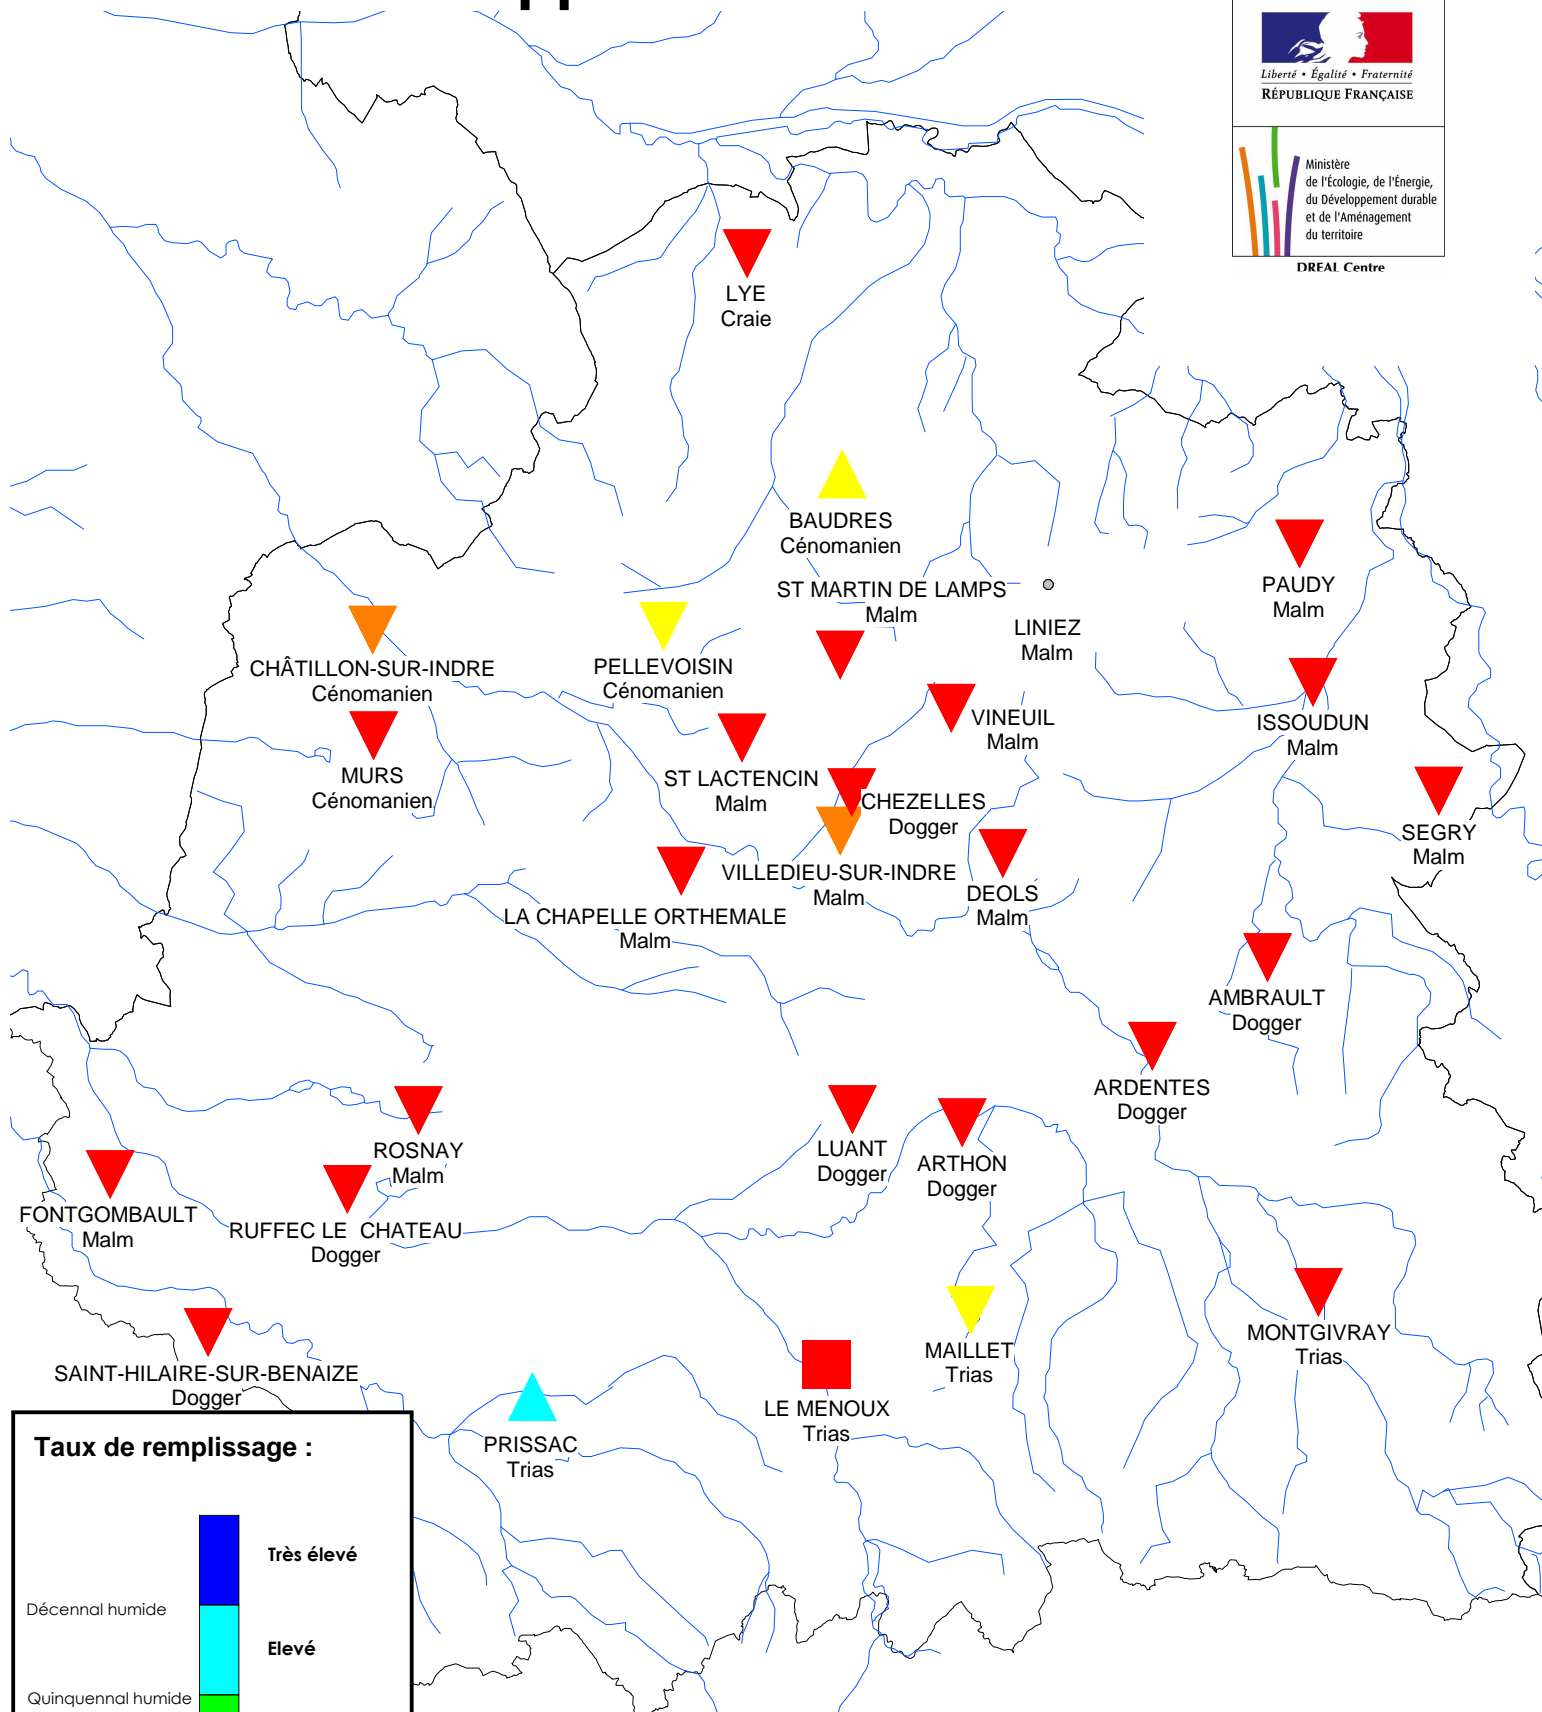 Liberté • Égalité • Fraternité
RÉPUBLIQUE FRANÇAISE
Ministère
de l'Écologie, de l'Énergie,
du Développement durable
et de l'Aménagement
du territoire
DREAL Centre
LYE
Craie
BAUDRES
Cénomanien
ST MARTIN DE LAMPS
Malm
LINIEZ
Malm
PAUDY
Malm
CHÂTILLON-SUR-INDRE
Cénomanien
PELLEVOISIN
Cénomanien
VINEUIL
Malm
ISSOUDUN
Malm
MURS
Cénomanien
ST LACTENCIN
Malm
CHEZELLES
Dogger
SEGRY
Malm
VILLEDIEU-SUR-INDRE
Malm
DEOLS
Malm
LA CHAPELLE ORTHEMALE
Malm
AMBRAULT
Dogger
ARDENTES
Dogger
ROSNAY
Malm
LUANT
Dogger
ARTHON
Dogger
FONTGOMBAULT
Malm
RUFFEC LE  CHATEAU
Dogger
MAILLET
Trias
MONTGIVRAY
Trias
SAINT-HILAIRE-SUR-BENAIZE
Dogger
LE MENOUX
Trias
PRISSAC
Trias
Taux de remplissage :
Très élevé
Décennal humide
Elevé
Quinquennal humide